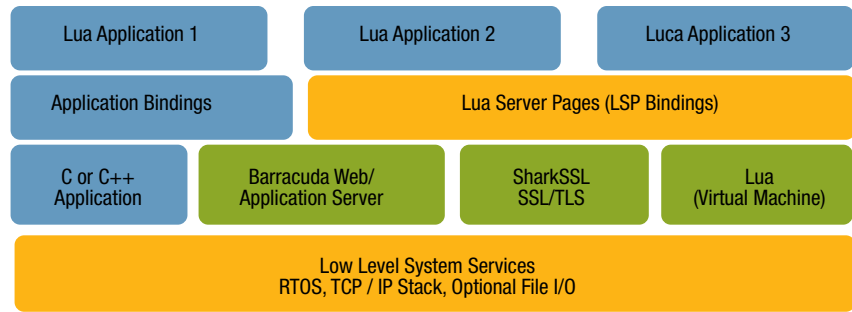 Lua Application 1
Lua Application 2
Luca Application 3
Application Bindings
Lua Server Pages (LSP Bindings)
C or C++
Application
Barracuda Web/
Application Server
SharkSSL
SSL/TLS
Lua
(Virtual Machine)
Low Level System Services
RTOS, TCP / IP Stack, Optional File I/O